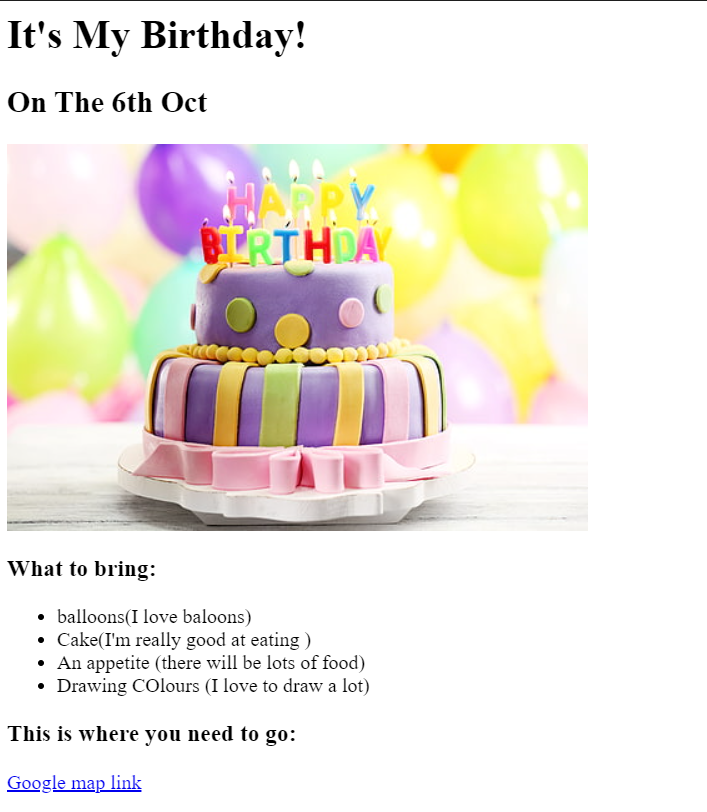 It's My Birthday!
On The 6th Oct
HAPPY
BIRTHDAY
What to bring:
balloons(I love baloons)
Cake(I'm really good at eating )
An appetite (there will be lots of food)
Drawing COlours (I love to draw a lot)
This is where you need to go:
Google map link